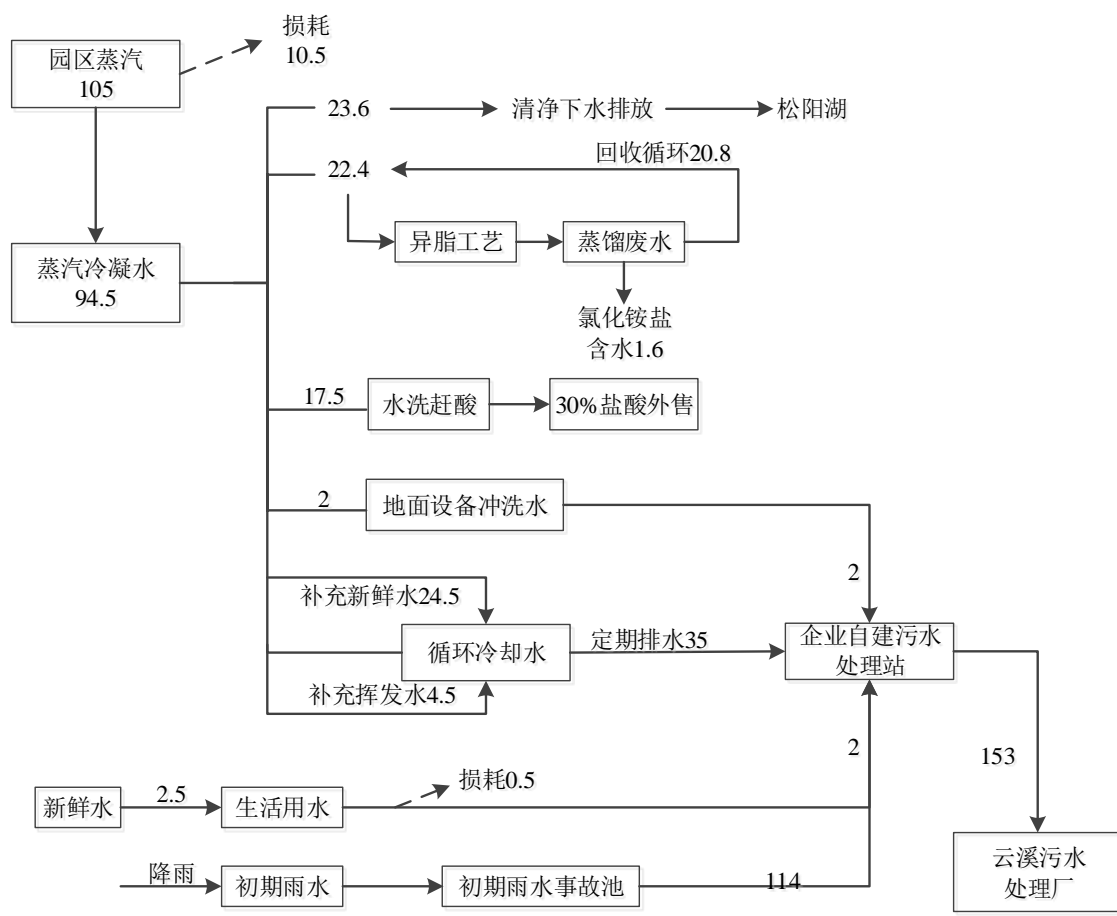 损耗
10.5
园区蒸汽
105
23.6
清净下水排放
松阳湖
回收循环20.8
22.4
异脂工艺
蒸馏废水
蒸汽冷凝水
94.5
氯化铵盐
含水1.6
17.5
水洗赶酸
30%盐酸外售
2
地面设备冲洗水
2
补充新鲜水24.5
循环冷却水
定期排水35
企业自建污水
处理站
补充挥发水4.5
2
153
损耗0.5
新鲜水
2.5
生活用水
云溪污水
处理厂
降雨
初期雨水
初期雨水事故池
114